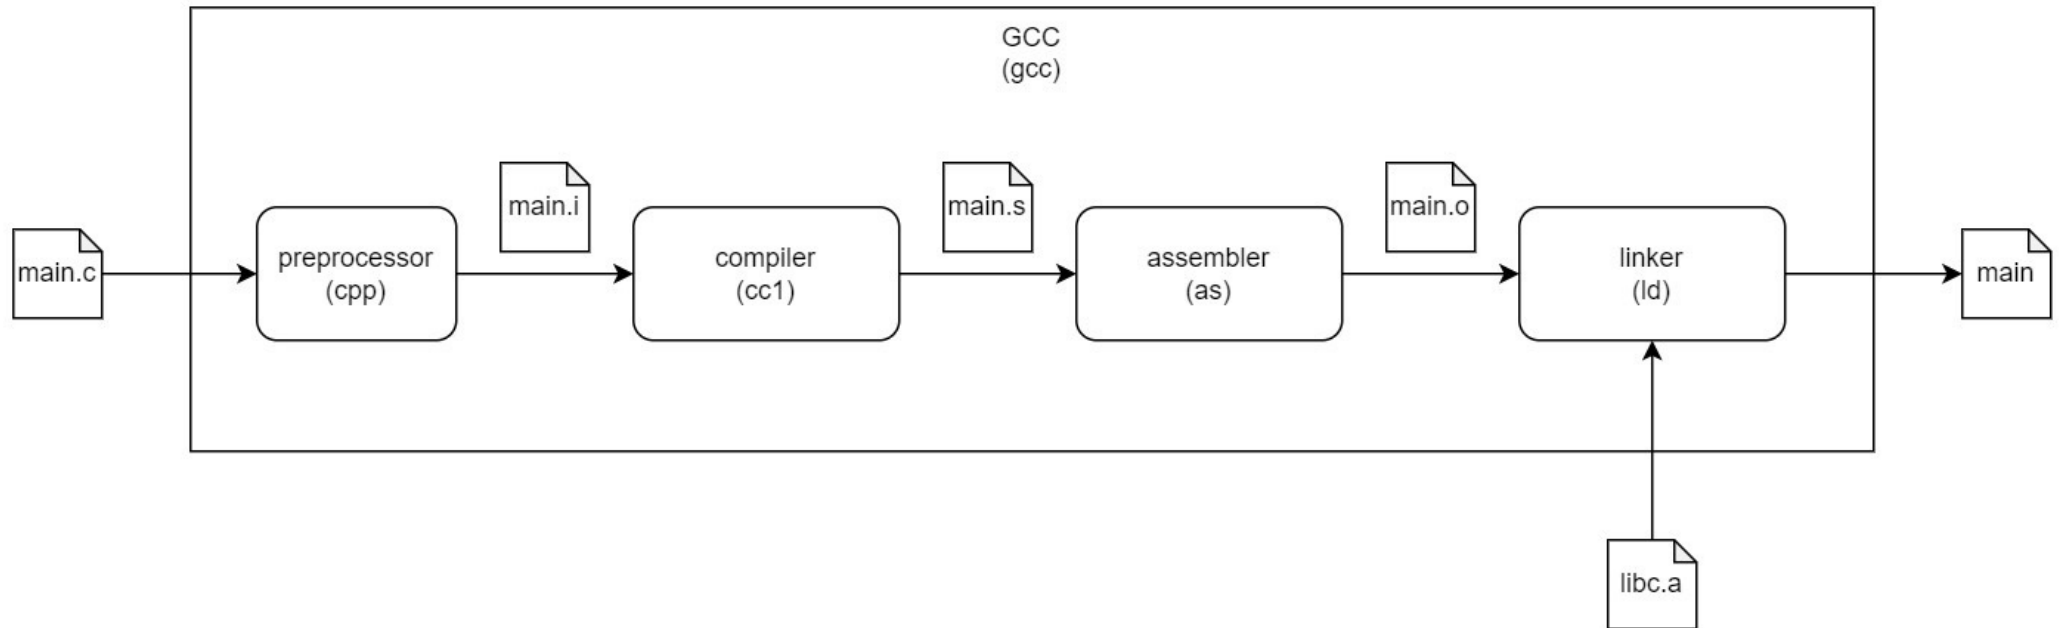 GCC
(gcc)
main.c
preprocessor
(cpp)
main.i
compiler
(cc1)
main.s
assembler
(as)
main.o
linker
(ld)
main
libc.a